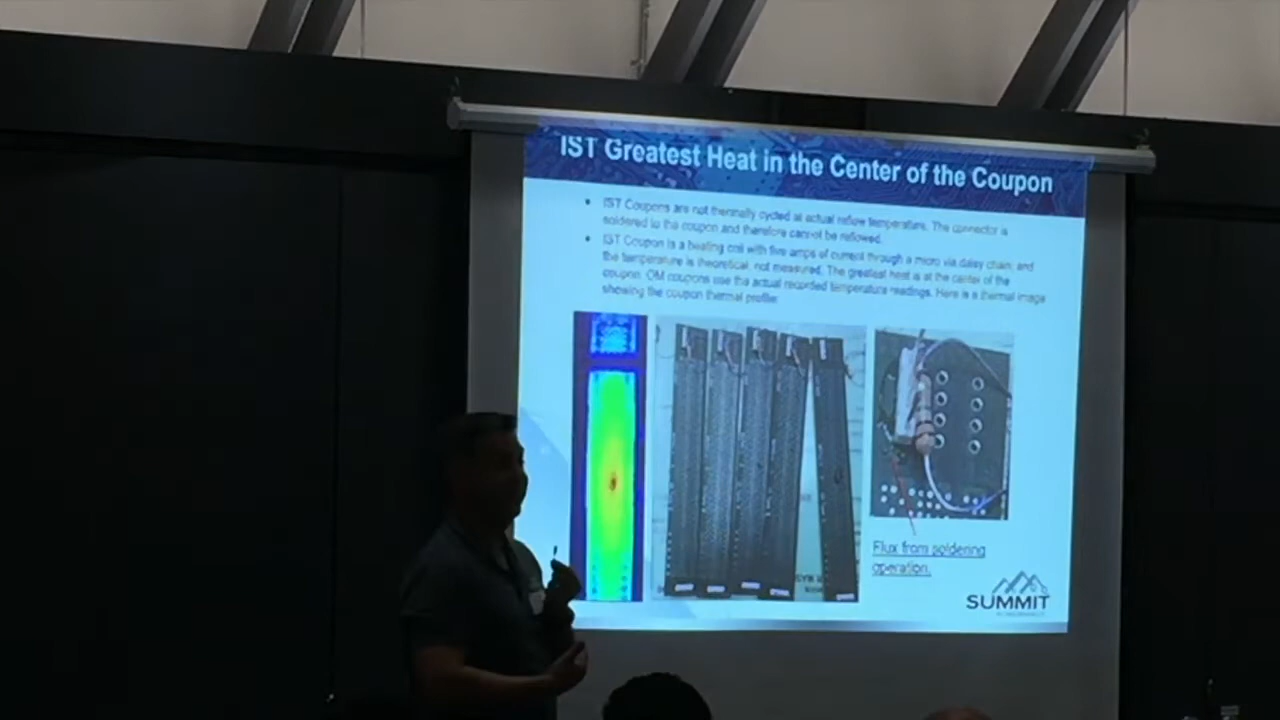 IST Greatest Heat in the Center of the Coupon
• IST Coupons are not thermally cycled at actual reflow temperature. The connector is
soldered to the coupon and therefore cannot be reflowed.
• IST Coupon is a heating coil with five amps of current through a micro via daisy chain, and
the temperature is theoretical, not measured. The greatest heat is at the center of the
coupon. OM coupons use the actual recorded temperature readings. Here is a thermal image
showing the coupon thermal profile
Flux from soldering
operation.
SUMMIT